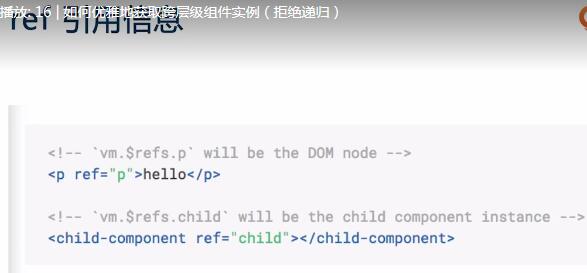 播放: 16 | 如何优雅地获取跨层级组件实例（拒绝递归）
ref 引用信息
<!-- `vm.$refs.p` will be the DOM node -->
<p ref="p">hello</p>
<!-- `vm.$refs.child` will be the child component instance -->
<child-component ref="child"></child-component>